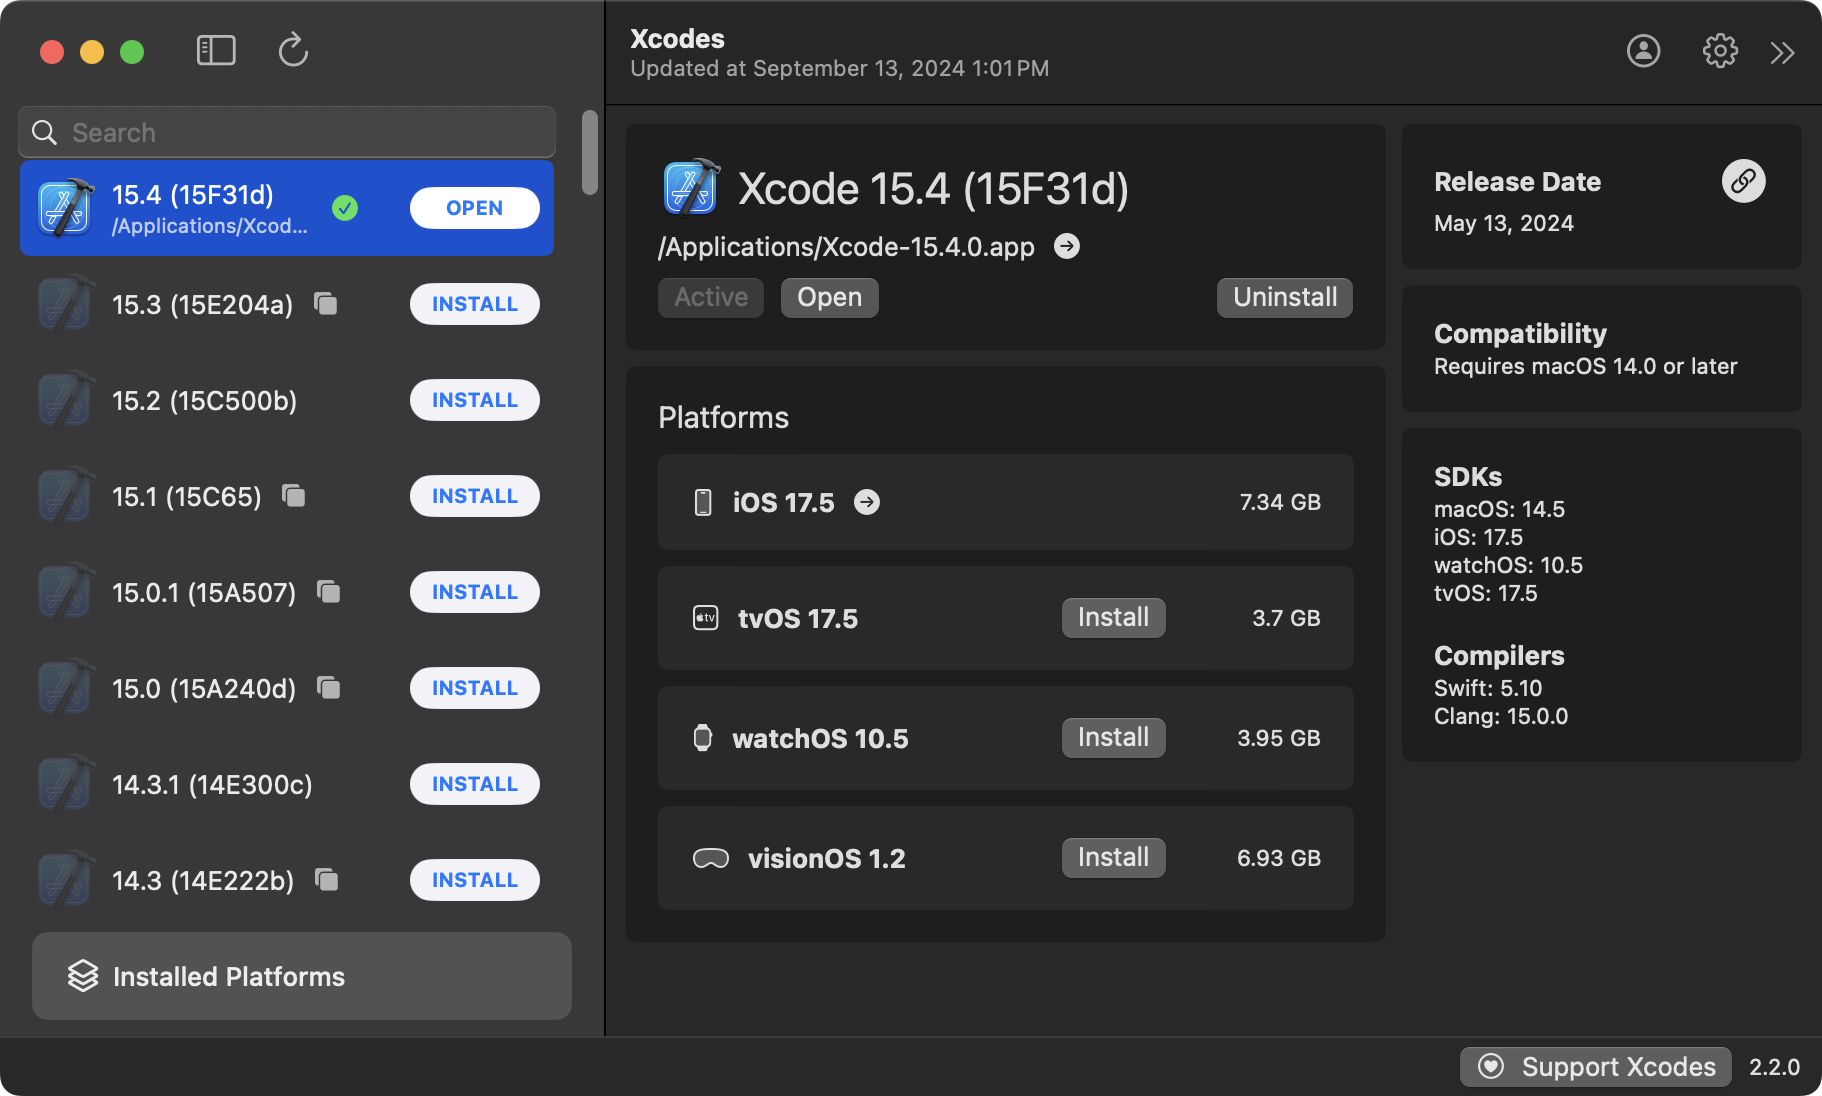 Search
15.4 (15F31d)
/Applications/Xcod...
OPEN
15.3 (15E204a)
INSTALL
15.2 (15C500b)
INSTALL
15.1 (15C65)
INSTALL
15.0.1 (15A507)
INSTALL
15.0 (15A240d)
INSTALL
14.3.1 (14E300c)
INSTALL
14.3 (14E222b)
INSTALL
Installed Platforms
Xcodes
Updated at September 13, 2024 1:01 PM
Xcode 15.4 (15F31d)
/Applications/Xcode-15.4.0.app
Active
Open
Uninstall
Platforms
iOS 17.5
7.34 GB
tv
tvOS 17.5
Install
3.7 GB
watchOS 10.5
Install
3.95 GB
visionOS 1.2
Install
6.93 GB
Release Date
May 13, 2024
Compatibility
Requires macOS 14.0 or later
SDKs
macOS: 14.5
iOS: 17.5
watchOS: 10.5
tvOS: 17.5
Compilers
Swift: 5.10
Clang: 15.0.0
Support Xcodes
2.2.0